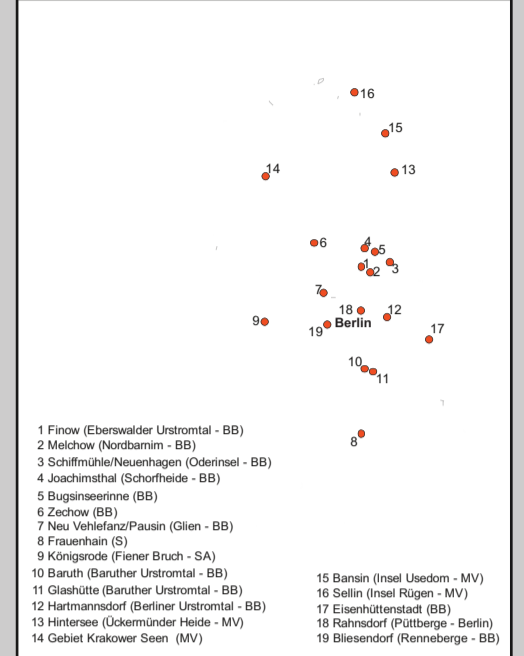 16
15
14
13
6
4
5
1
2
3
7
18
12
9
19
Berlin
17
10
11
8
1 Finow (Eberswalder Urstromtal - BB)
2 Melchow (Nordbarnim - BB)
3 Schiffmühle/Neuenhagen (Oderinsel - BB)
4 Joachimsthal (Schorfheide - BB)
5 Bugsinseerinne (BB)
6 Zechow (BB)
7 Neu Vehlefanz/Pausin (Glien - BB)
8 Frauenhain (S)
9 Königsrode (Fiener Bruch - SA)
10 Baruth (Baruther Urstromtal - BB)
11 Glashütte (Baruther Urstromtal - BB)
12 Hartmannsdorf (Berliner Urstromtal - BB)
13 Hintersee (Ückermünder Heide - MV)
14 Gebiet Krakower Seen (MV)
15 Bansin (Insel Usedom - MV)
16 Sellin (Insel Rügen - MV)
17 Eisenhüttenstadt (BB)
18 Rahnsdorf (Püttberge - Berlin)
19 Bliesendorf (Renneberge - BB)